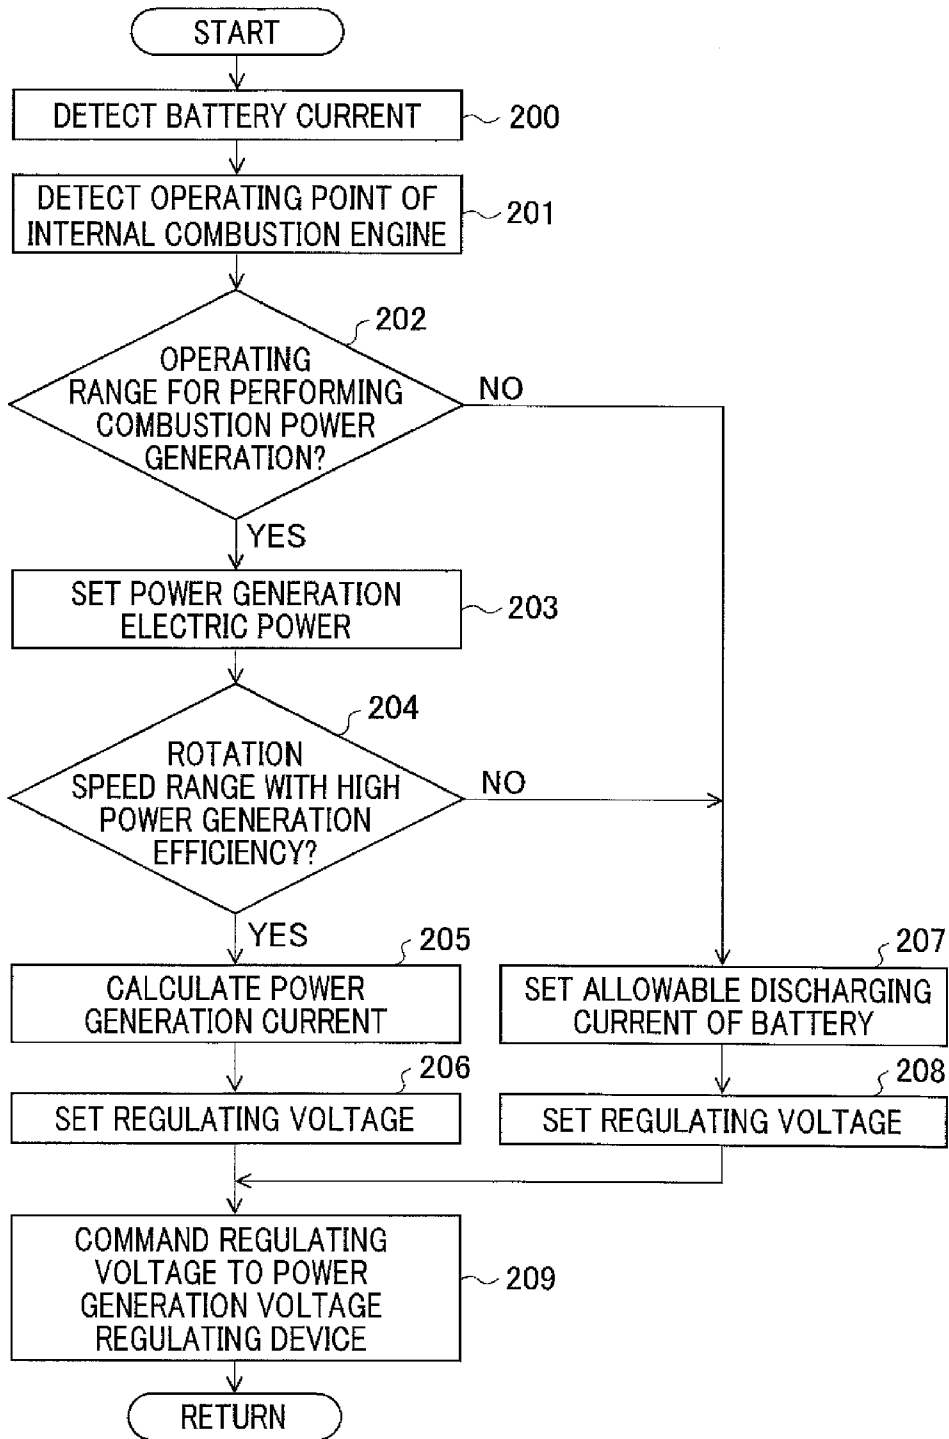 START
DETECT BATTERY CURRENT
200
DETECT OPERATING POINT OF
INTERNAL COMBUSTION ENGINE
201
202
OPERATING
RANGE FOR PERFORMING
COMBUSTION POWER
GENERATION?
NO
YES
SET POWER GENERATION
ELECTRIC POWER
203
204
ROTATION
SPEED RANGE WITH HIGH
POWER GENERATION
EFFICIENCY?
NO
YES
205
CALCULATE POWER
GENERATION CURRENT
207
SET ALLOWABLE DISCHARGING
CURRENT OF BATTERY
206
SET REGULATING VOLTAGE
208
SET REGULATING VOLTAGE
COMMAND REGULATING
VOLTAGE TO POWER
GENERATION VOLTAGE
REGULATING DEVICE
209
RETURN